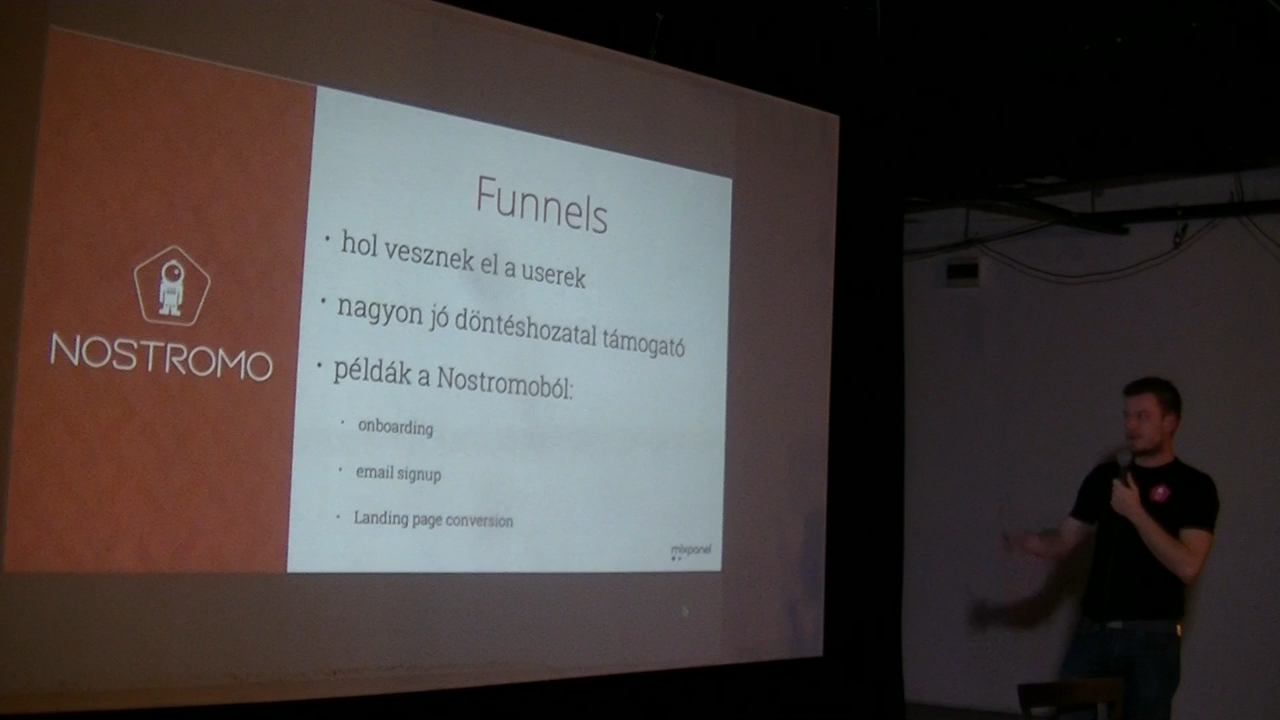 NOSTROMO
Funnels
• hol vesznek el a userek
• nagyon jó döntéshozatal támogató
• példák a Nostromoból:
• onboarding
• email signup
• Landing page conversion
mixpanel